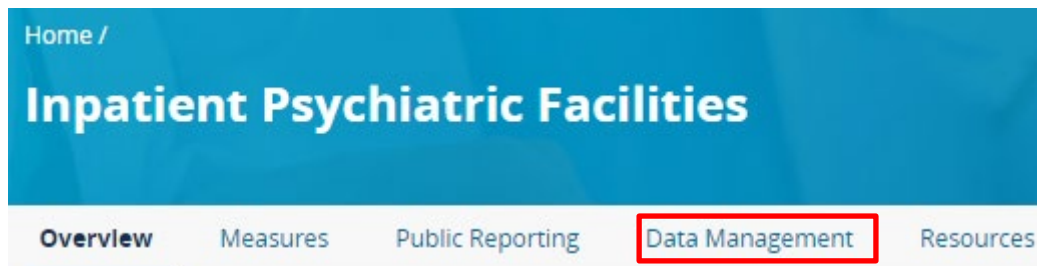 Home /
Inpatient Psychiatric Facilities
Overview Measures Public Reporting Data Management Resources